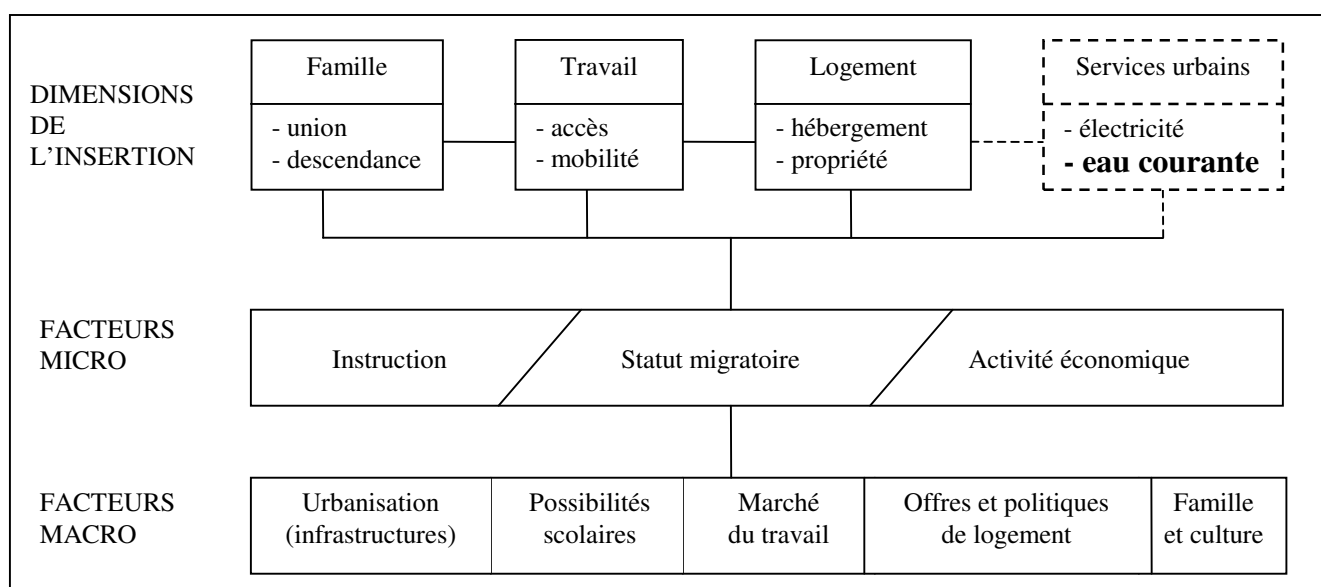 DIMENSIONS
DE
L'INSERTION
Famille
- union
- descendance
Travail
- accès
- mobilité
Logement
- hébergement
- propriété
Services urbains
- électricité
- eau courante
FACTEURS
MICRO
Instruction
Statut migratoire
Activité économique
FACTEURS
MACRO
Urbanisation
(infrastructures)
Possibilités
scolaires
Marché
du travail
Offres et politiques
de logement
Famille
et culture